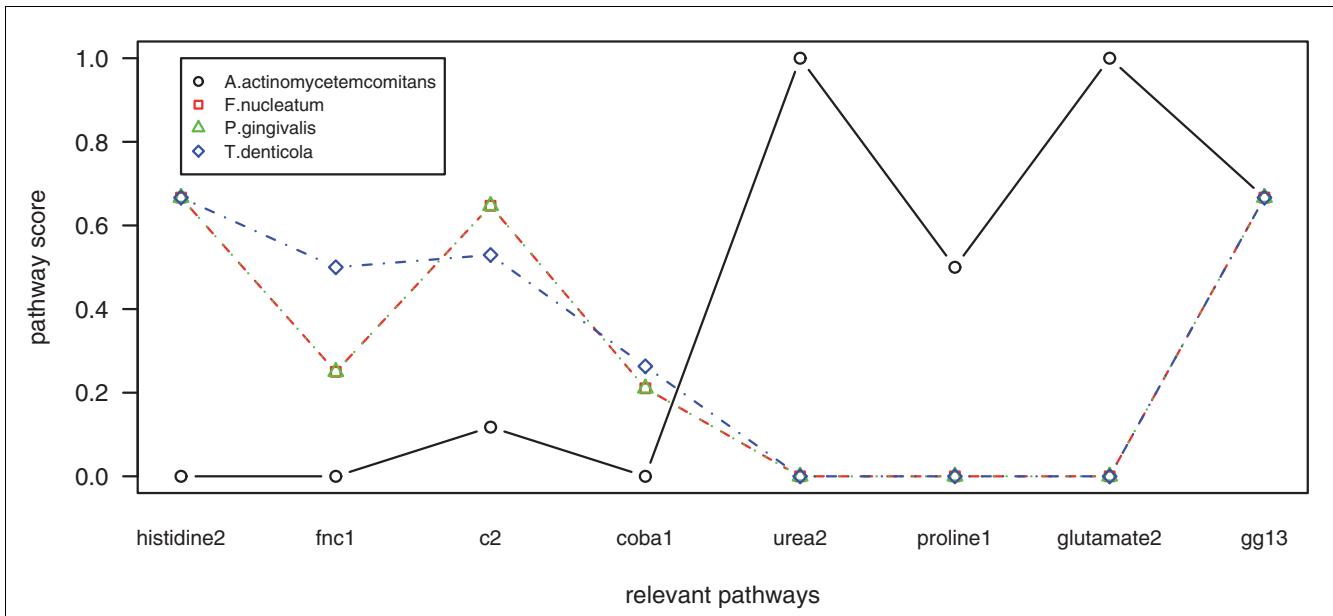 1.0
0.8
0.6
0.4
0.2
0.0
pathway score
A.actinomycetemcomitans
F.nucleatum
P.gingivalis
T.denticola
histidine2 fnc1 c2 coba1 urea2 proline1 glutamate2 gg13
relevant pathways